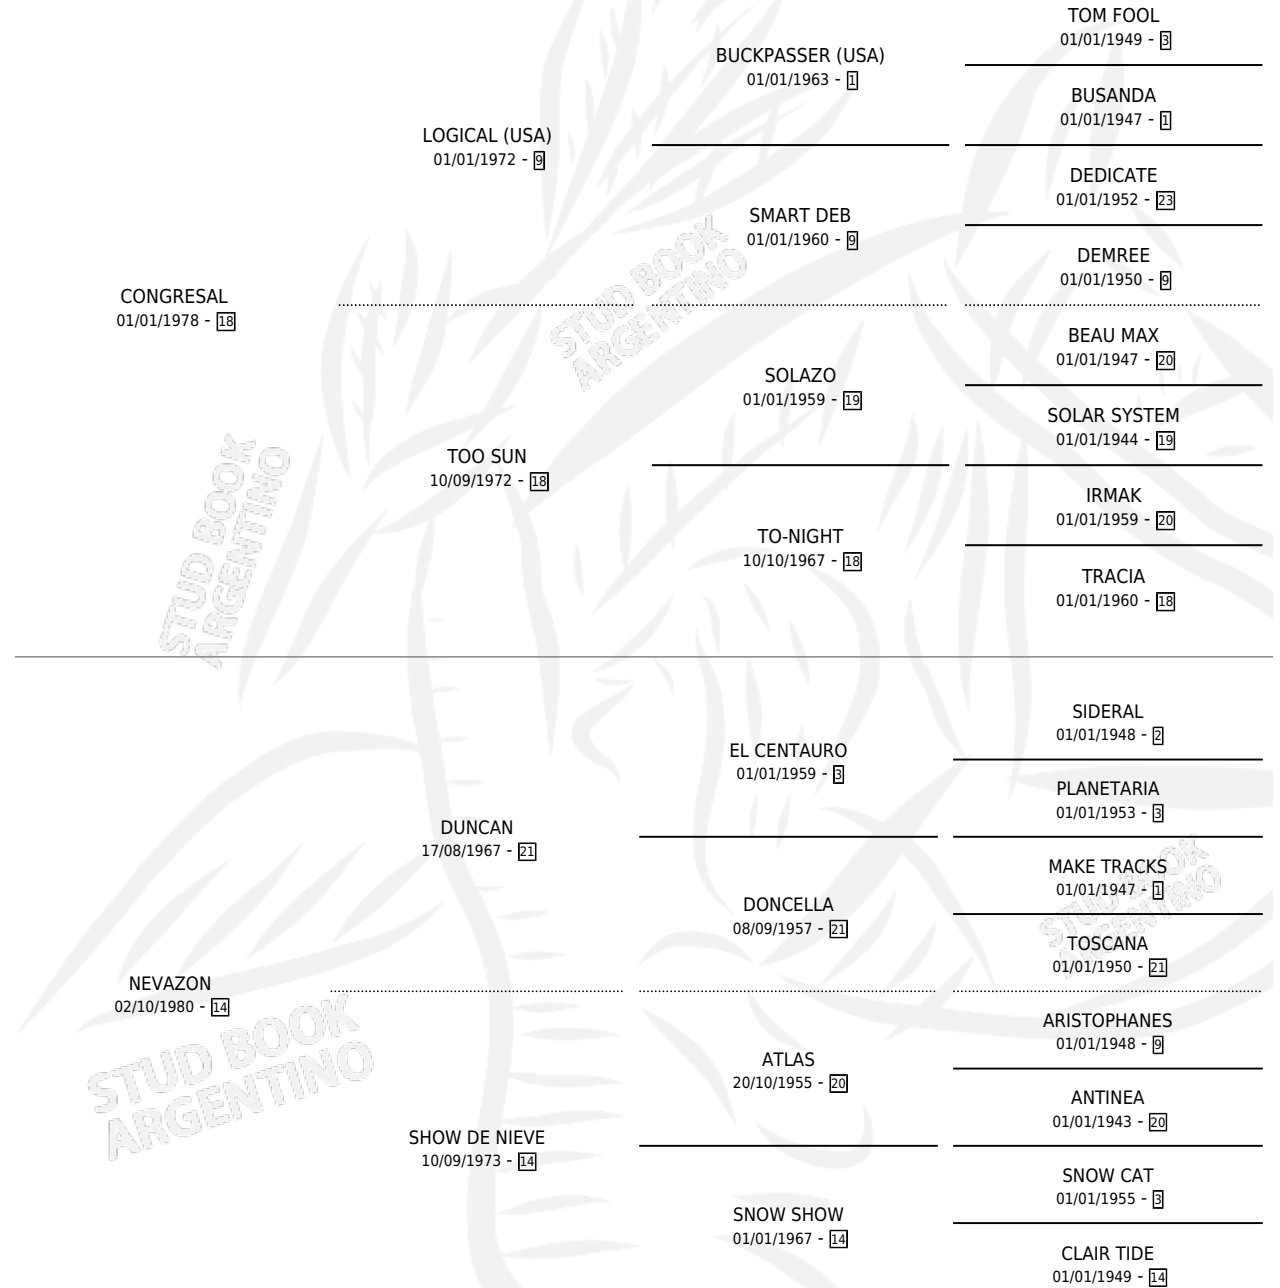 TOM FOOL
01/01/1949 - 3
BUCKPASSER (USA)
01/01/1963 - 1
BUSANDA
01/01/1947 - 1
LOGICAL (USA)
01/01/1972 - 9
DEDICATE
01/01/1952 - 23
SMART DEB
01/01/1960 - 9
DEMREE
01/01/1950 - 9
CONGRESAL
01/01/1978 - 18
BEAU MAX
01/01/1947 - 20
SOLAZO
01/01/1959 - 19
SOLAR SYSTEM
01/01/1944 - 19
TOO SUN
10/09/1972 - 18
IRMAK
01/01/1959 - 20
TO-NIGHT
10/10/1967 - 18
TRACIA
01/01/1960 - 18
STUD BOOK
ARGENTINO
STUD BOOK
ARGENTINO
SIDERAL
01/01/1948 - 2
EL CENTAURO
01/01/1959 - 3
PLANETARIA
01/01/1953 - 3
DUNCAN
17/08/1967 - 21
MAKE TRACKS
01/01/1947 - 1
DONCELLA
08/09/1957 - 21
TOSCANA
01/01/1950 - 21
STUD BOOK
ARGENTINO
NEVAZON
02/10/1980 - 14
ARISTOPHANES
01/01/1948 - 9
ATLAS
20/10/1955 - 20
ANTINEA
01/01/1943 - 20
STUD BOOK
ARGENTINO
SHOW DE NIEVE
10/09/1973 - 14
SNOW CAT
01/01/1955 - 3
SNOW SHOW
01/01/1967 - 14
CLAIR TIDE
01/01/1949 - 14